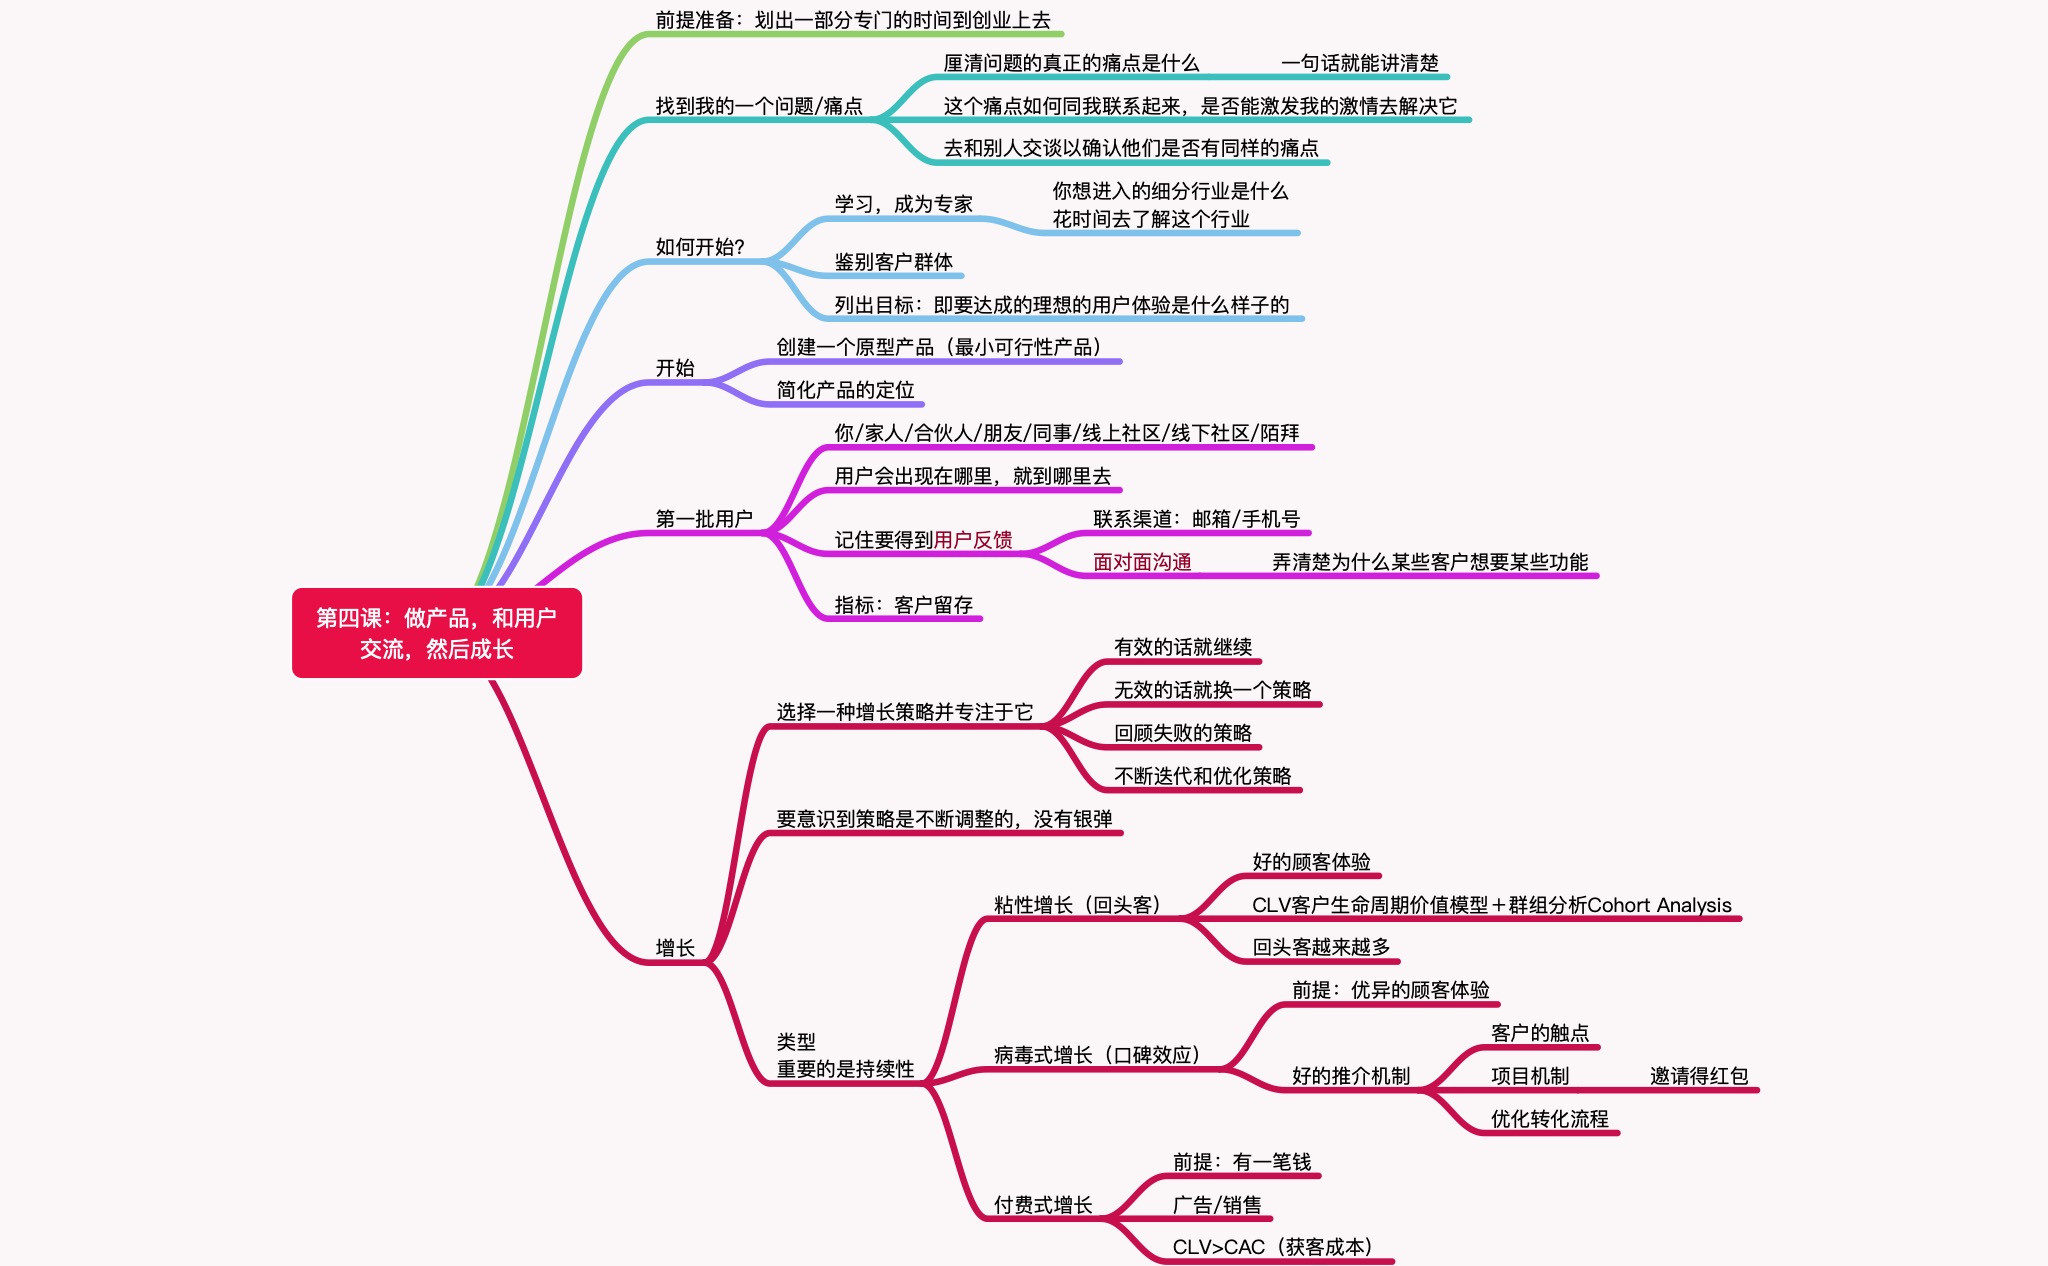 前提准备：划出一部分专门的时间到创业上去
找到我的一个问题/痛点
厘清问题的真正的痛点是什么
一句话就能讲清楚
这个痛点如何同我联系起来，是否能激发我的激情去解决它
去和别人交谈以确认他们是否有同样的痛点
如何开始？
学习，成为专家
你想进入的细分行业是什么
花时间去了解这个行业
鉴别客户群体
列出目标：即要达成的理想的用户体验是什么样子的
开始
创建一个原型产品（最小可行性产品）
简化产品的定位
第一批用户
你/家人/合伙人/朋友/同事/线上社区/线下社区/陌拜
用户会出现在哪里，就到哪里去
记住要得到用户反馈
联系渠道：邮箱/手机号
面对面沟通
弄清楚为什么某些客户想要某些功能
指标：客户留存
第四课：做产品，和用户
交流，然后成长
增长
选择一种增长策略并专注于它
有效的话就继续
无效的话就换一个策略
回顾失败的策略
不断迭代和优化策略
要意识到策略是不断调整的，没有银弹
类型
重要的是持续性
粘性增长（回头客）
好的顾客体验
CLV客户生命周期价值模型＋群组分析Cohort Analysis
回头客越来越多
病毒式增长（口碑效应）
前提：优异的顾客体验
好的推介机制
客户的触点
项目机制
邀请得红包
优化转化流程
付费式增长
前提：有一笔钱
广告/销售
CLV>CAC（获客成本）